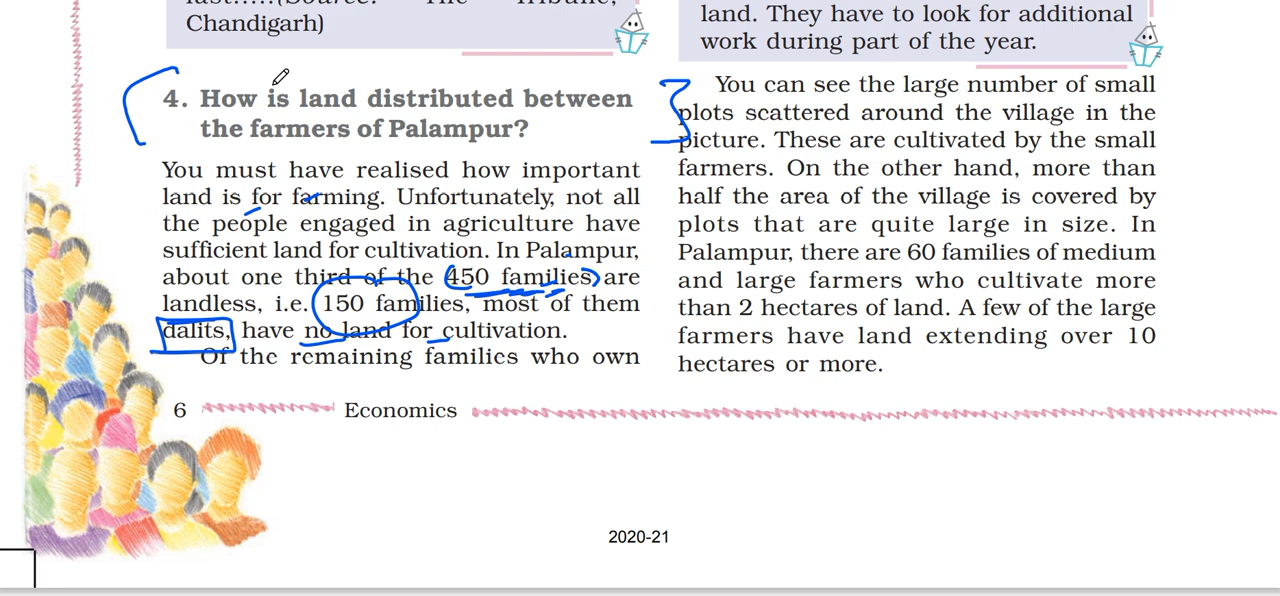 last.....(Source: The Tribune,
Chandigarh)
4. How is land distributed between
the farmers of Palampur?
You must have realised how important
land is for farming. Unfortunately, not all
the people engaged in agriculture have
sufficient land for cultivation. In Palampur,
about one third of the 450 families are
landless, i.e. 150 families, most of them
dalits, have no land for cultivation.
Of the remaining families who own
land. They have to look for additional
work during part of the year.
You can see the large number of small
plots scattered around the village in the
picture. These are cultivated by the small
farmers. On the other hand, more than
half the area of the village is covered by
plots that are quite large in size. In
Palampur, there are 60 families of medium
and large farmers who cultivate more
than 2 hectares of land. A few of the large
farmers have land extending over 10
hectares or more.
6 Economics
2020-21